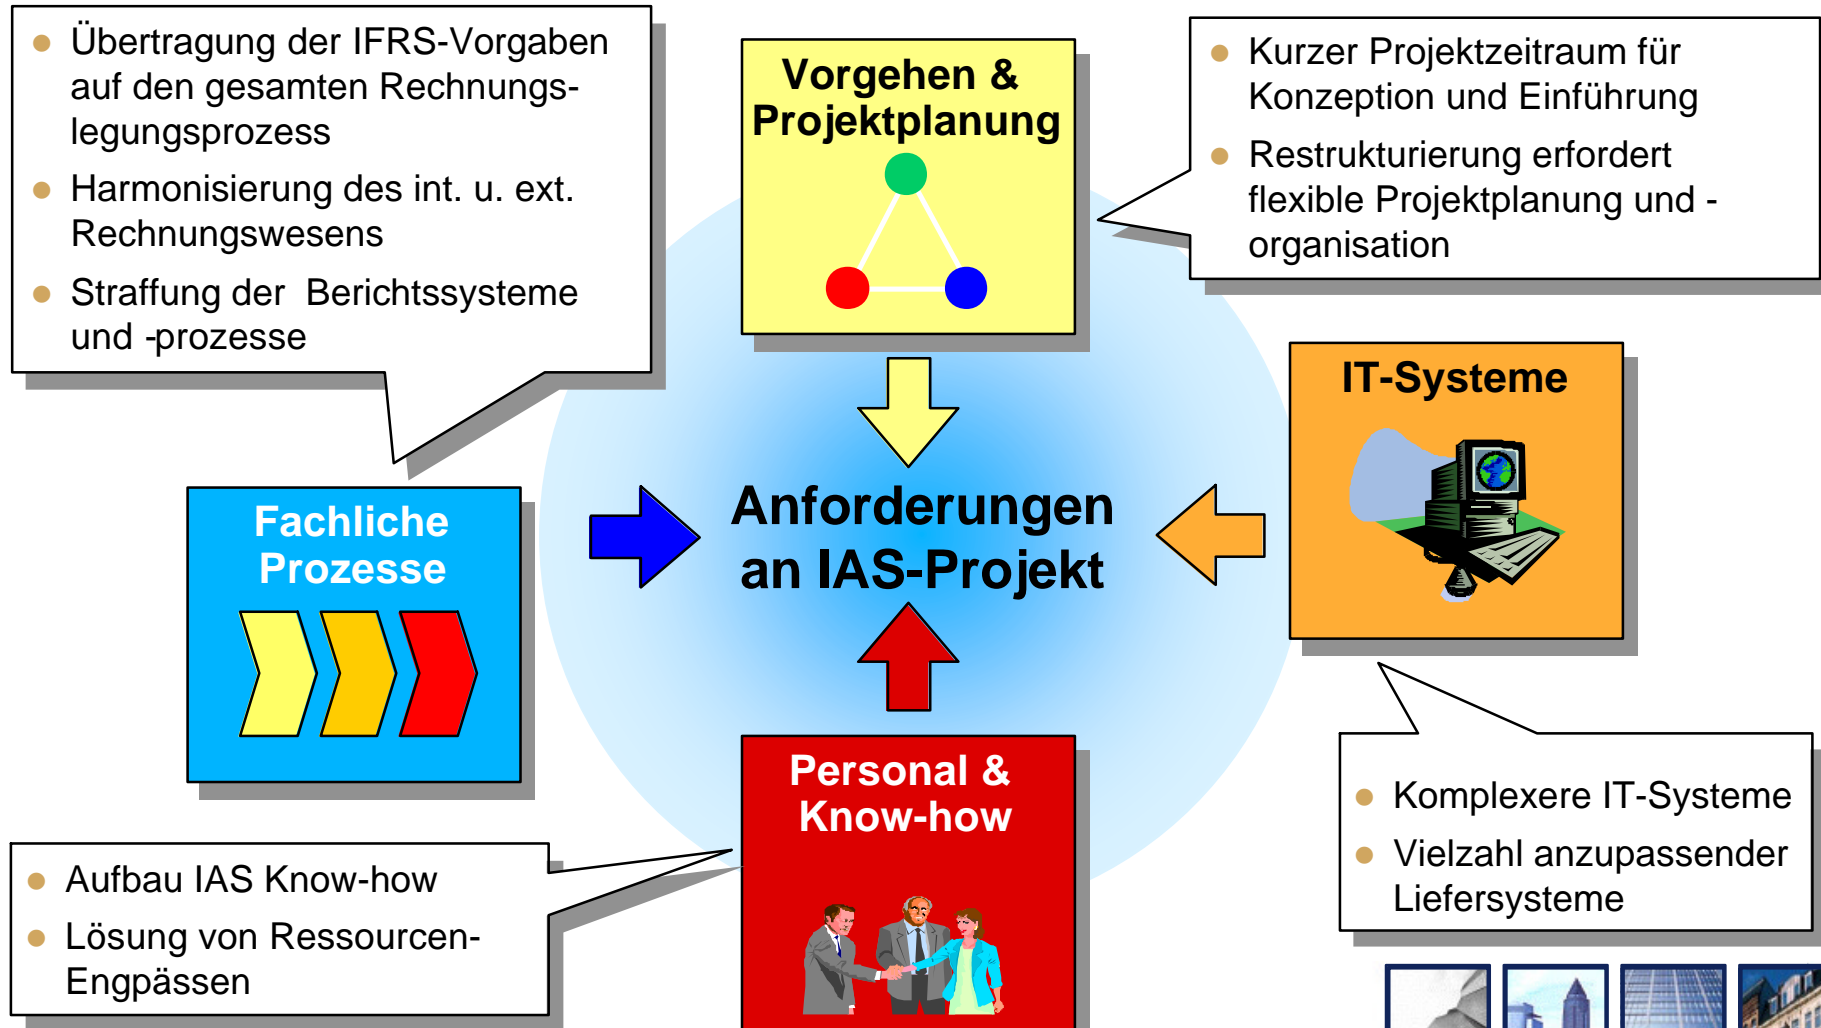 Übertragung der IFRS-Vorgaben
auf den gesamten Rechnungs-
legungsprozess
Harmonisierung des int. u. ext.
Rechnungswesens
Straffung der Berichtssysteme
und -prozesse
Vorgehen &
Projektplanung
Kurzer Projektzeitraum für
Konzeption und Einführung
Restrukturierung erfordert
flexible Projektplanung und -
organisation
IT-Systeme
Fachliche
Prozesse
Anforderungen
an IAS-Projekt
Personal &
Know-how
Komplexere IT-Systeme
Vielzahl anzupassender
Liefersysteme
Aufbau IAS Know-how
Lösung von Ressourcen-
Engpässen